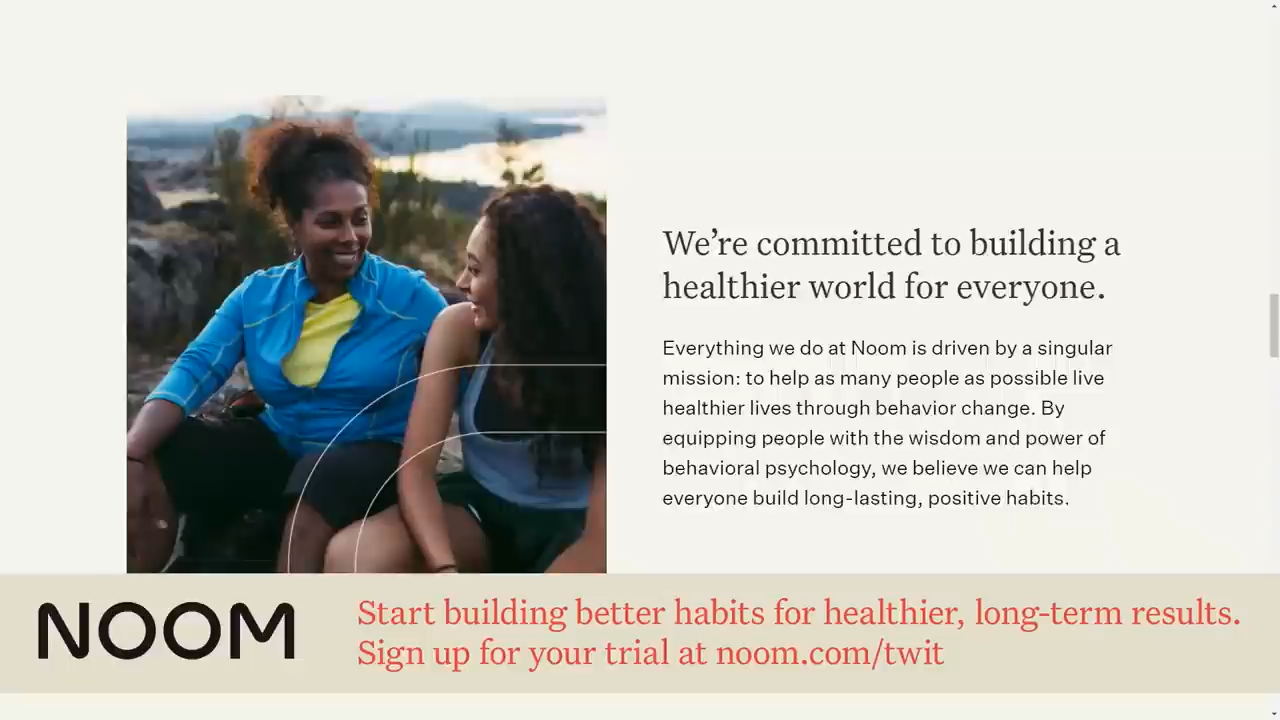 We’re committed to building a
healthier world for everyone.
Everything we do at Noom is driven by a singular
mission: to help as many people as possible live
healthier lives through behavior change. By
equipping people with the wisdom and power of
behavioral psychology, we believe we can help
everyone build long-lasting, positive habits.
NOOM
Start building better habits for healthier, long-term results.
Sign up for your trial at noom.com/twit